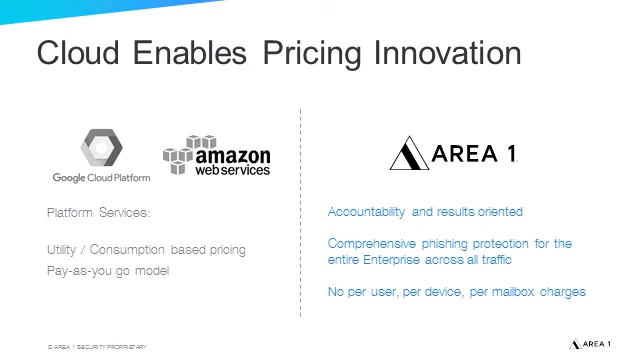 Cloud Enables Pricing Innovation
Google Cloud Platform
amazon
web services
Platform Services:
Utility / Consumption based pricing
Pay-as-you go model
AREA 1
Accountability and results oriented
Comprehensive phishing protection for the
entire Enterprise across all traffic
No per user, per device, per mailbox charges
© AREA 1 SECURITY PROPRIETARY
AREA 1